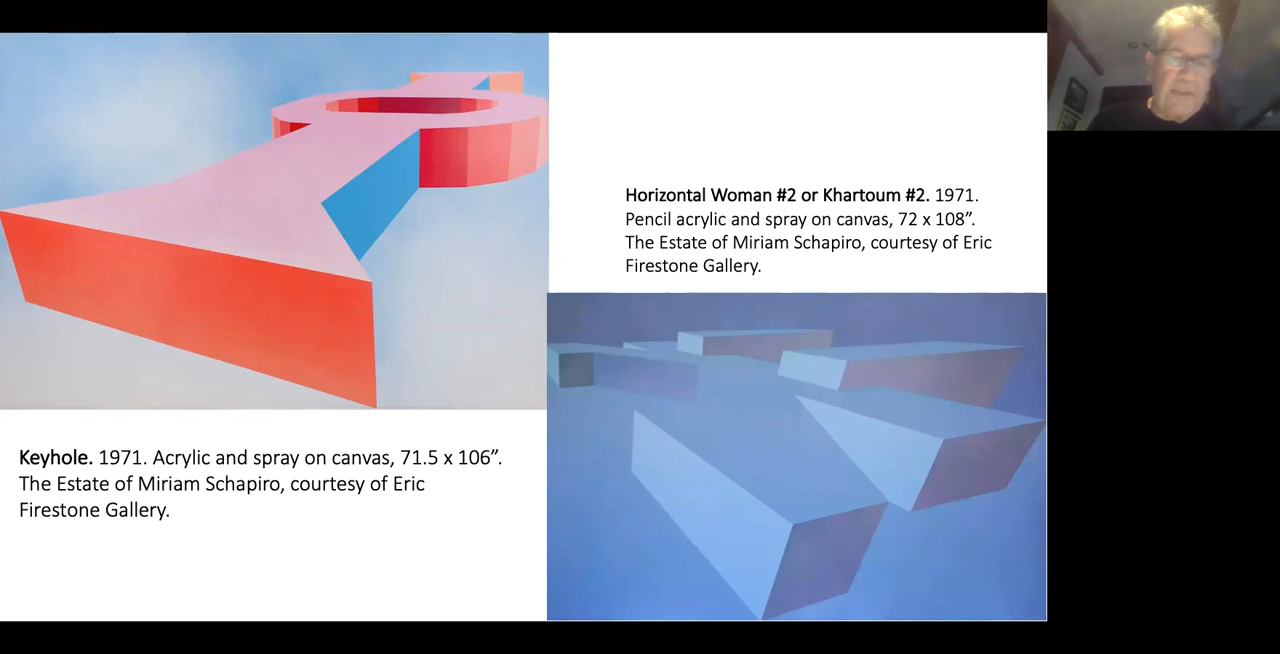 Horizontal Woman #2 or Khartoum #2. 1971.
Pencil acrylic and spray on canvas, 72 x 108”.
The Estate of Miriam Schapiro, courtesy of Eric
Firestone Gallery.
Keyhole. 1971. Acrylic and spray on canvas, 71.5 x 106”.
The Estate of Miriam Schapiro, courtesy of Eric
Firestone Gallery.